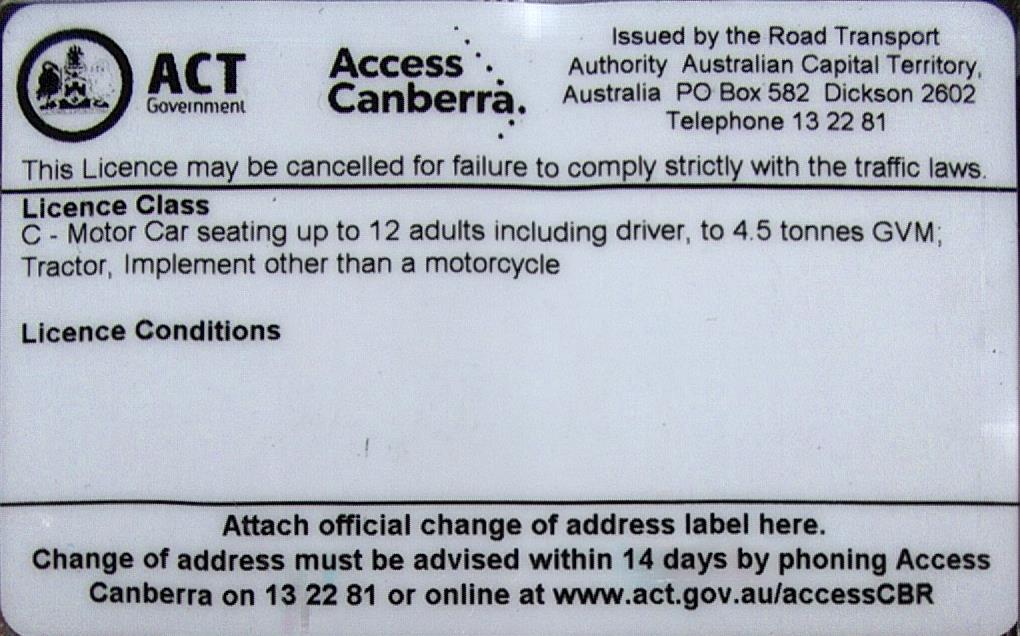 ACT
Government
Access
Canberra.
Issued by the Road Transport
Authority Australian Capital Territory,
Australia PO Box 582 Dickson 2602
Telephone 13 22 81
This Licence may be cancelled for failure to comply strictly with the traffic laws.
Licence Class
C - Motor Car seating up to 12 adults including driver, to 4.5 tonnes GVM;
Tractor, Implement other than a motorcycle
Licence Conditions
Attach official change of address label here.
Change of address must be advised within 14 days by phoning Access
Canberra on 13 22 81 or online at www.act.gov.au/accessCBR